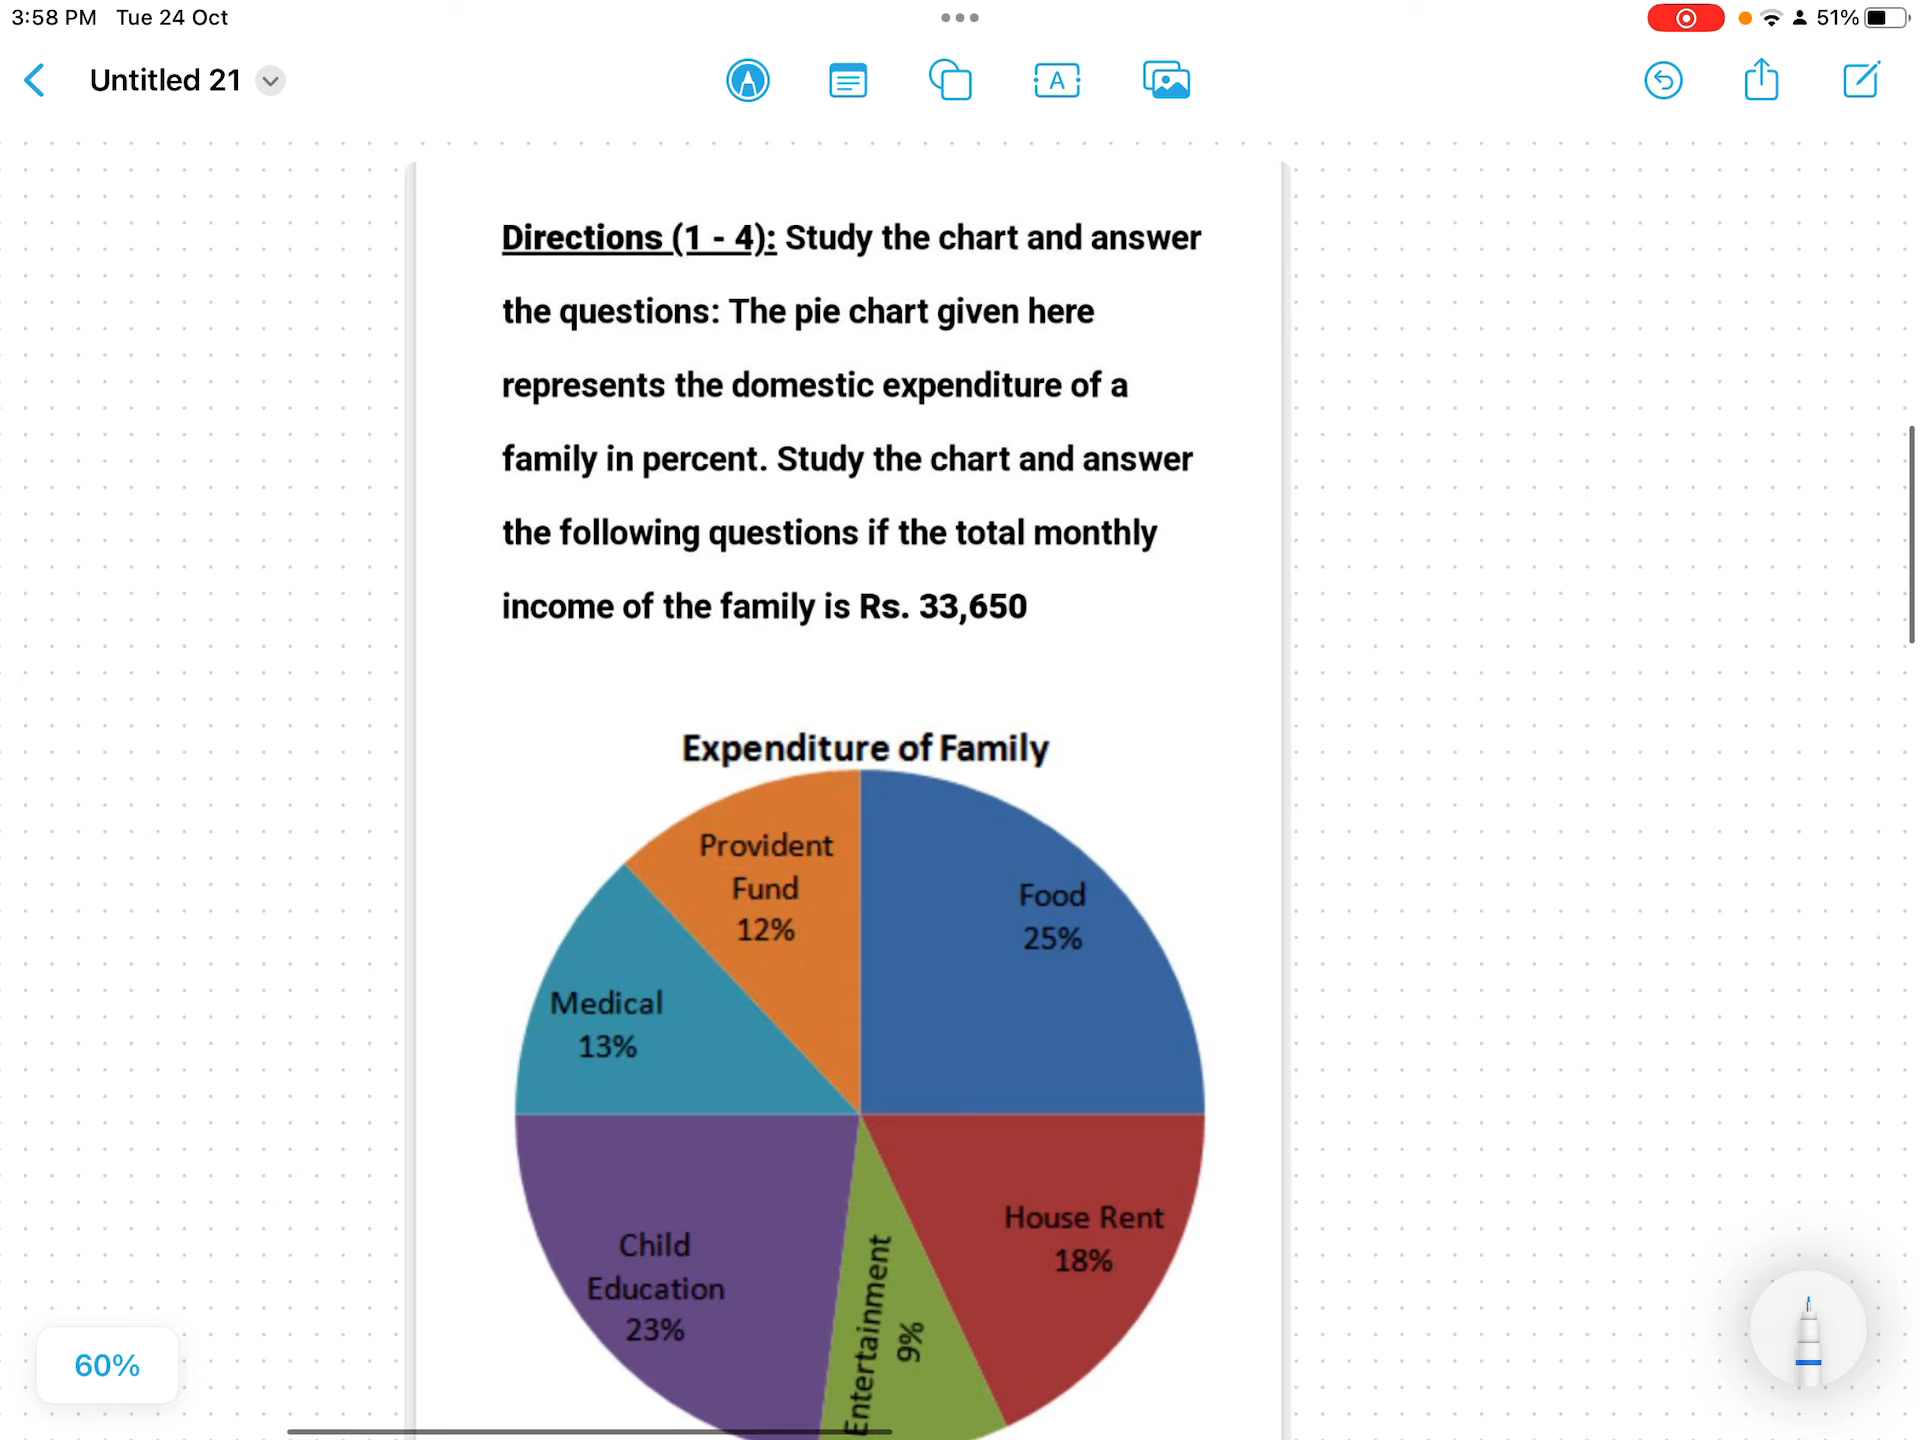 3:58 PM Tue 24 Oct
51%
Untitled 21
A
Directions (1 - 4): Study the chart and answer
the questions: The pie chart given here
represents the domestic expenditure of a
family in percent. Study the chart and answer
the following questions if the total monthly
income of the family is Rs. 33,650
Expenditure of Family
Provident
Fund
12%
Food
25%
Medical
13%
House Rent
18%
Child
Education
23%
Entertainment
9%
60%